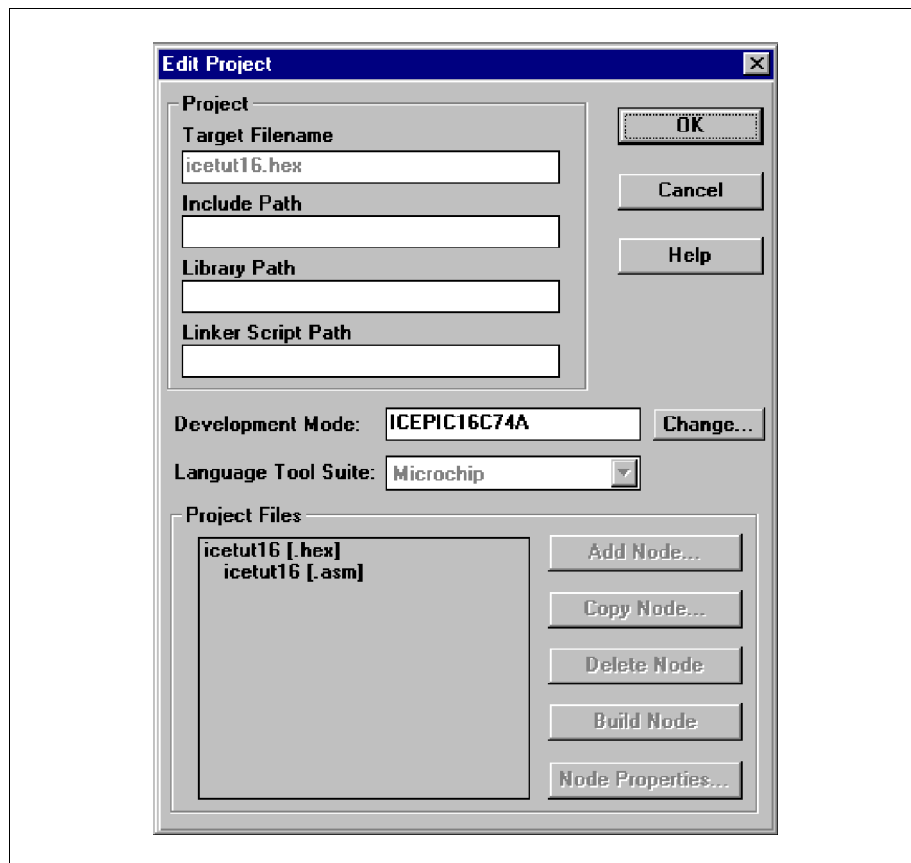 Edit Project
Project
Target Filename
icetut16.hex
Include Path
Library Path
Linker Script Path
OK
Cancel
Help
Development Mode:
ICEPIC16C74A
Change...
Language Tool Suite:
Microchip
Project Files
icetut16 [.hex]
icetut16 [.asm]
Add Node...
Copy Node...
Delete Node
Build Node
Node Properties...